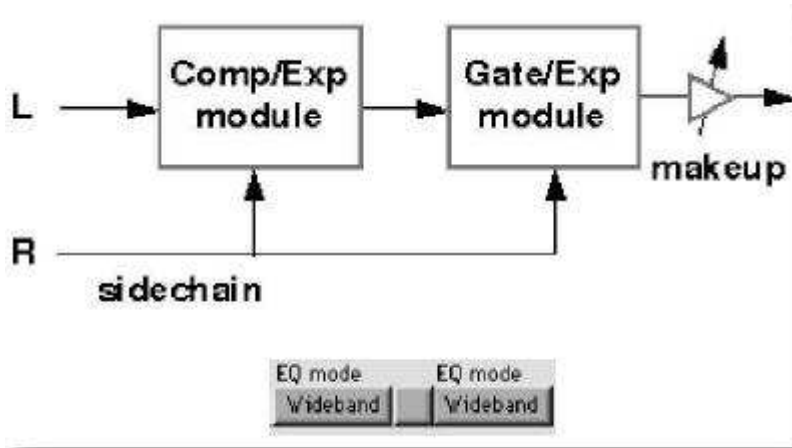 L
Comp/Exp
module
Gate/Exp
module
makeup
R
sidechain
EQ mode EQ mode
Wideband Wideband